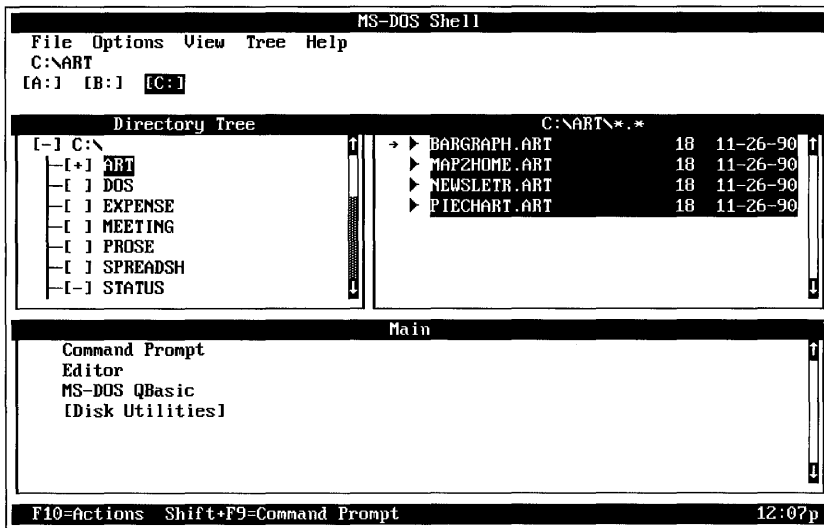 MS-DOS Shell
File Options View Tree Help
C:\ART
[A:] [B:] [C:]
Directory Tree
[-] C:\
[+] ART
[ ] DOS
[ ] EXPENSE
[ ] MEETING
[ ] PROSE
[ ] SPREADSH
[-] STATUS
C:\ART\*.*
BARGRAPH.ART 18 11-26-90
MAP2HOME.ART 18 11-26-90
NEWSLETR.ART 18 11-26-90
PIECHART.ART 18 11-26-90
Main
Command Prompt
Editor
MS-DOS QBasic
[Disk Utilities]
F10=Actions Shift+F9=Command Prompt 12:07p